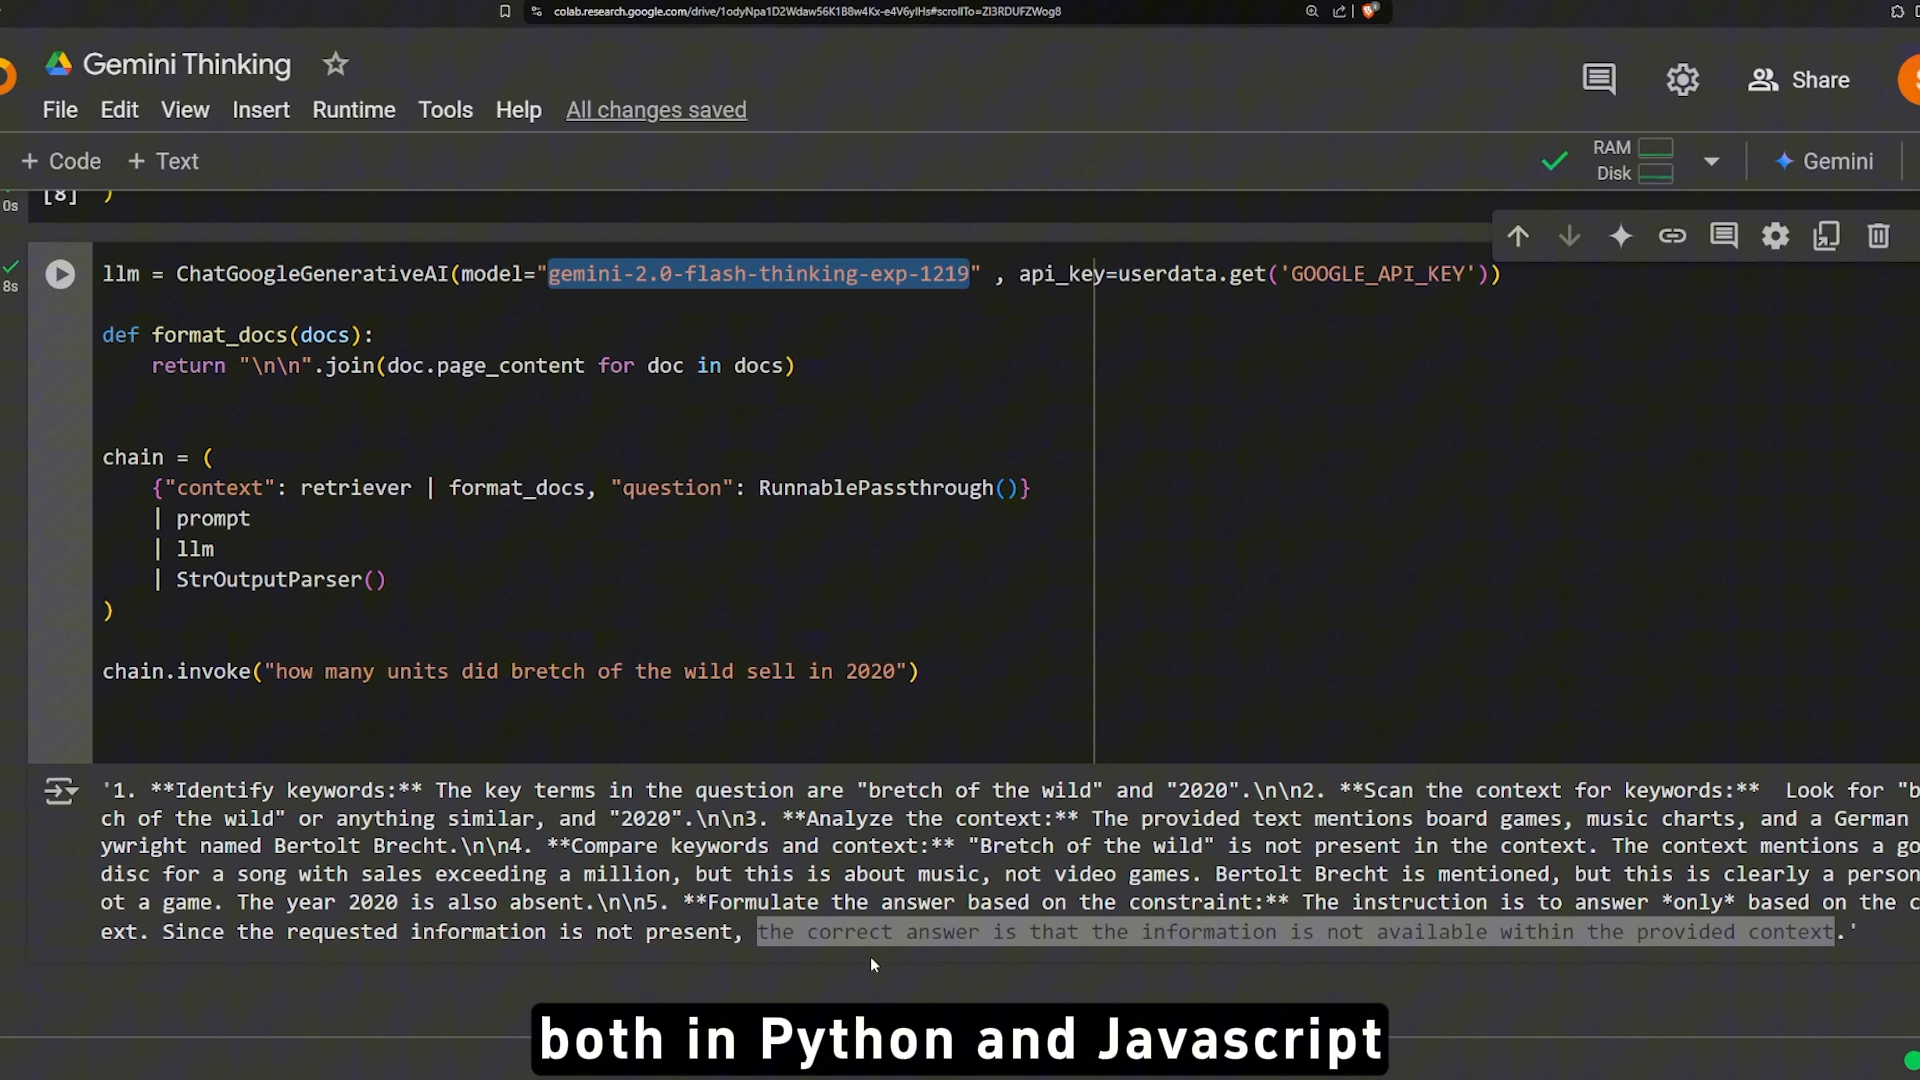 colab.research.google.com/drive/1odyNpa1D2Wdaw56K1B8w4Kx-e4V6yIHs#scrollTo=ZI3RDUFZWog8
Gemini Thinking
File Edit View Insert Runtime Tools Help All changes saved
Share
+ Code + Text
RAM
Disk
Gemini
0s
[8] )
8s
llm = ChatGoogleGenerativeAI(model="gemini-2.0-flash-thinking-exp-1219" , api_key=userdata.get('GOOGLE_API_KEY'))
def format_docs(docs):
return "\n\n".join(doc.page_content for doc in docs)
chain = (
{"context": retriever | format_docs, "question": RunnablePassthrough()}
| prompt
| llm
| StrOutputParser()
)
chain.invoke("how many units did bretch of the wild sell in 2020")
'1. **Identify keywords:** The key terms in the question are "bretch of the wild" and "2020".\n\n2. **Scan the context for keywords:** Look for "b
ch of the wild" or anything similar, and "2020".\n\n3. **Analyze the context:** The provided text mentions board games, music charts, and a German
ywright named Bertolt Brecht.\n\n4. **Compare keywords and context:** "Bretch of the wild" is not present in the context. The context mentions a go
disc for a song with sales exceeding a million, but this is about music, not video games. Bertolt Brecht is mentioned, but this is clearly a person
ot a game. The year 2020 is also absent.\n\n5. **Formulate the answer based on the constraint:** The instruction is to answer *only* based on the c
ext. Since the requested information is not present, the correct answer is that the information is not available within the provided context.'
both in Python and Javascript